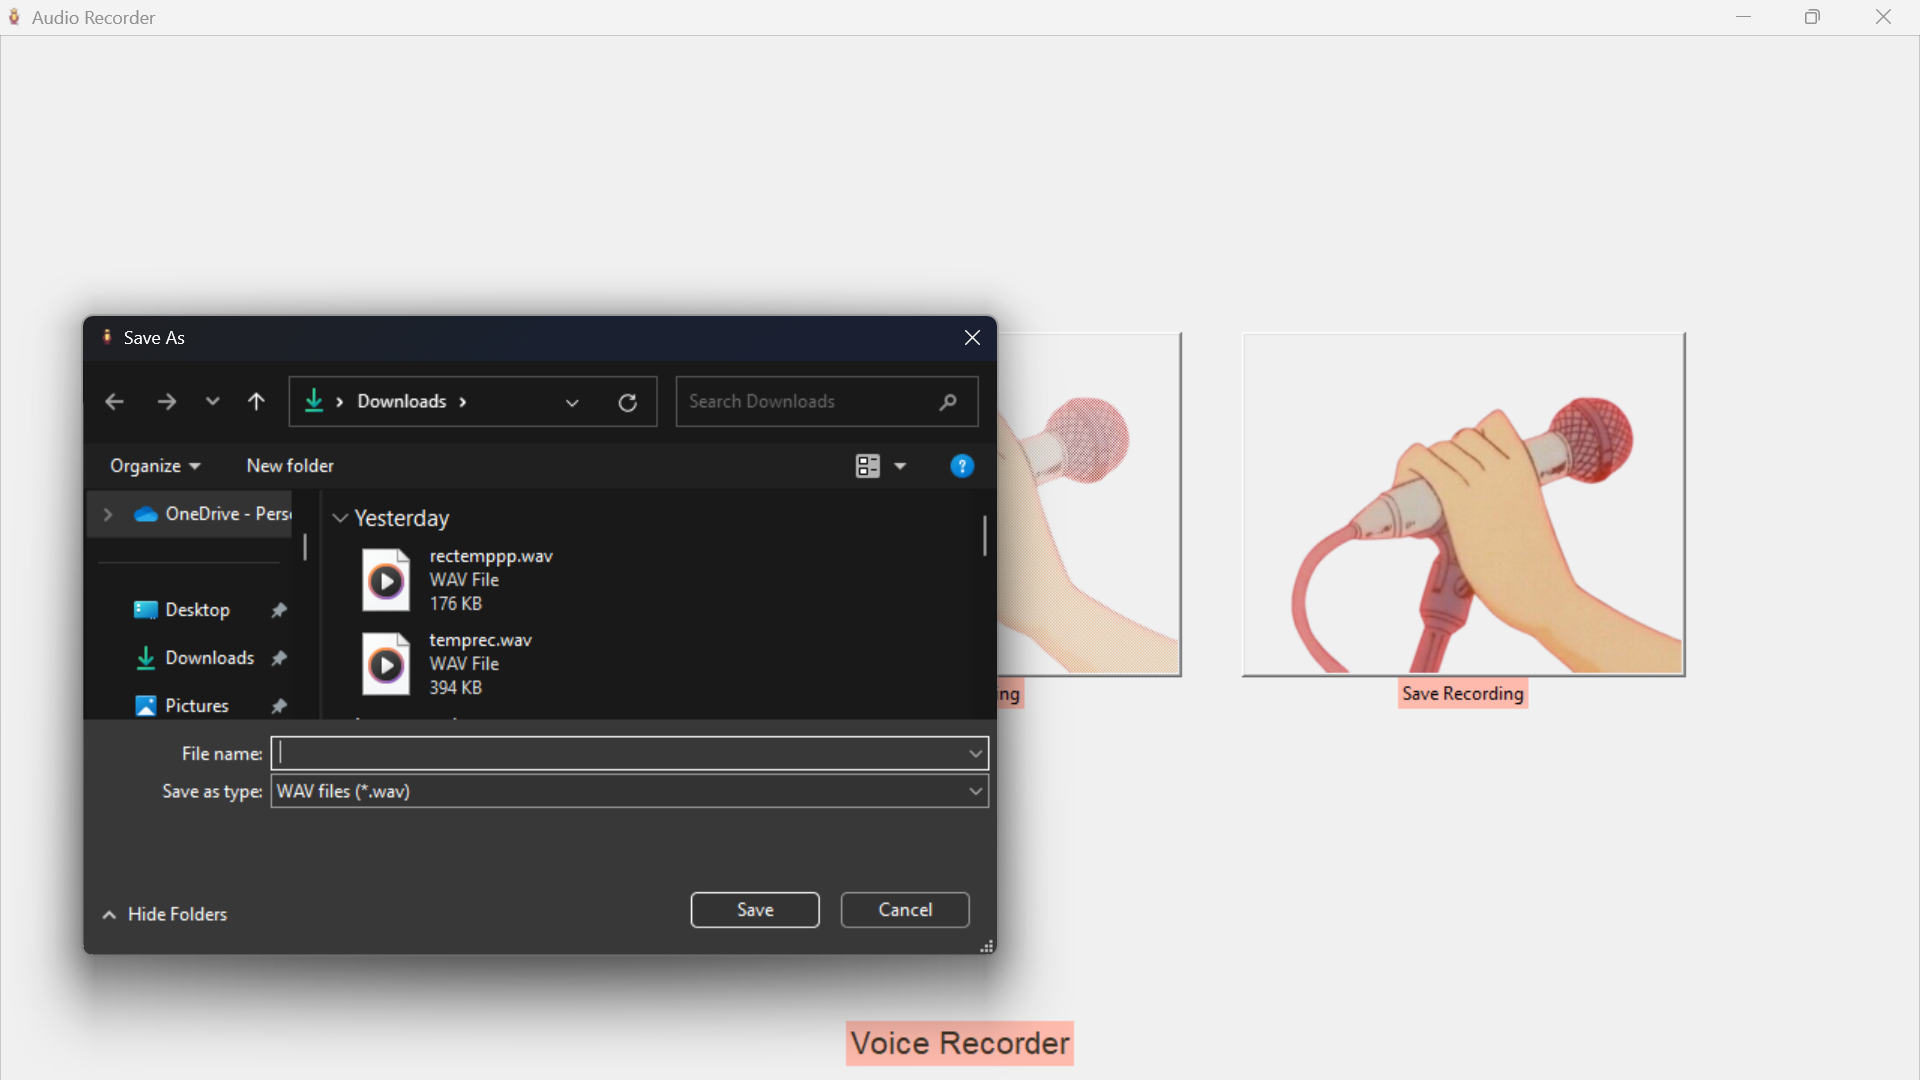 Audio Recorder
Save As
Downloads
Search Downloads
Organize
New folder
?
OneDrive - Pers
Desktop
Downloads
Pictures
Yesterday
rectemppp.wav
WAV File
176 KB
temprec.wav
WAV File
394 KB
File name:
Save as type: WAV files (*.wav)
Hide Folders
Save
Cancel
ng
Save Recording
Voice Recorder